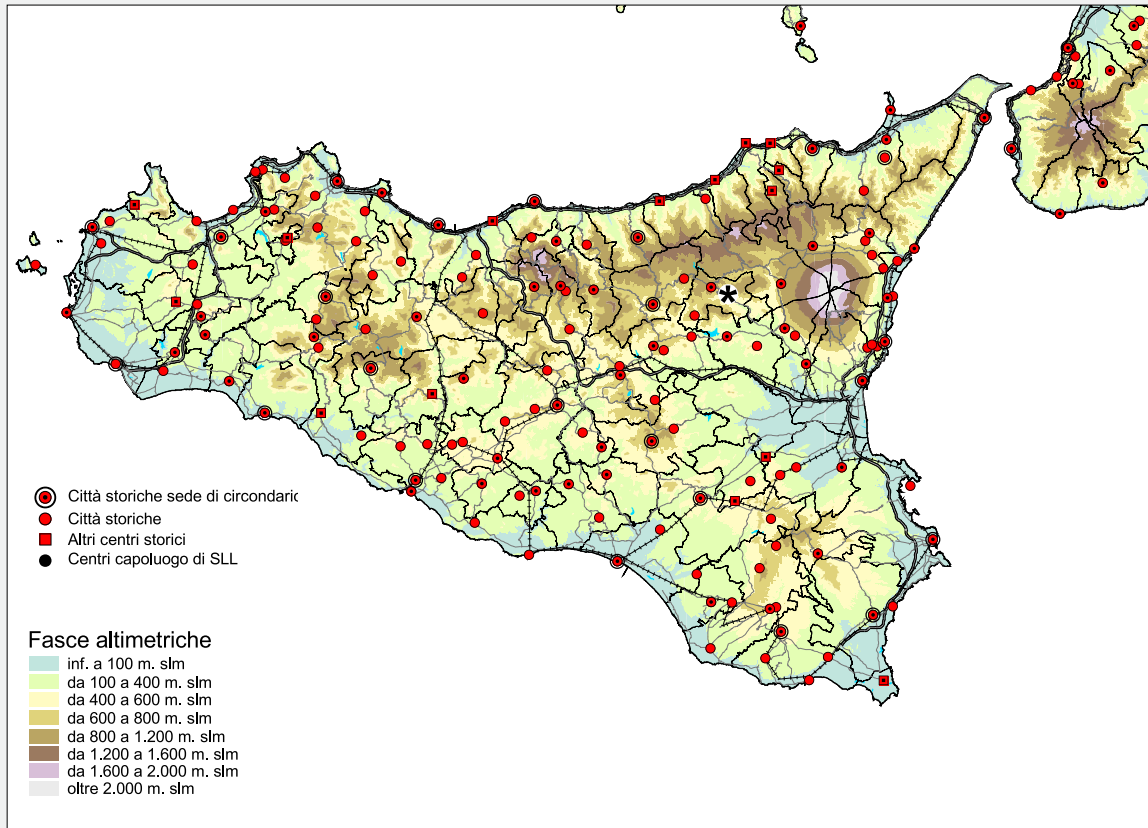 Città storiche sede di circondaric
Città storiche
Altri centri storici
Centri capoluogo di SLL
Fasce altimetriche
inf. a 100 m. slm
da 100 a 400 m. slm
da 400 a 600 m. slm
da 600 a 800 m. slm
da 800 a 1.200 m. slm
da 1.200 a 1.600 m. slm
da 1.600 a 2.000 m. slm
oltre 2.000 m. slm